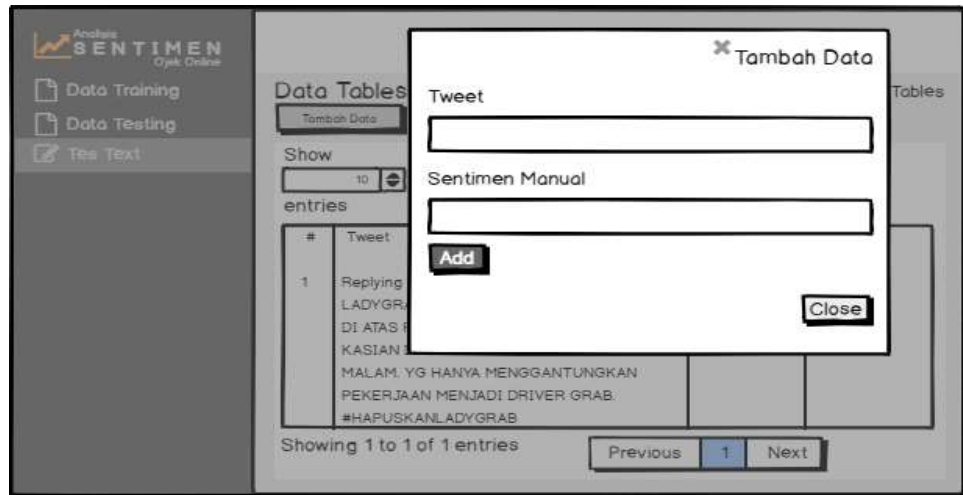 Analisis
SENTIMEN
Ojek Online
Data Training
Data Testing
Tes Text
Data Tables
Tables
Tambah Data
Show
10
entries
# Tweet
1 Replying
LADYGRA
DI ATAS
KASIAN
MALAM. YG HANYA MENGGANTUNGKAN
PEKERJAAN MENJADI DRIVER GRAB.
#HAPUSKANLADYGRAB
Showing 1 to 1 of 1 entries
Previous 1 Next
Tambah Data
Tweet
Sentimen Manual
Add
Close